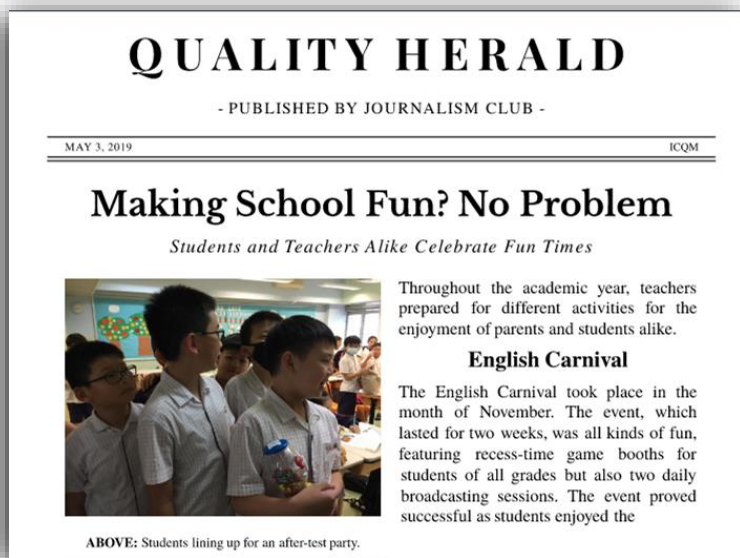 QUALITY HERALD
- PUBLISHED BY JOURNALISM CLUB -
MAY 3, 2019 ICQM
Making School Fun? No Problem
Students and Teachers Alike Celebrate Fun Times
Throughout the academic year, teachers
prepared for different activities for the
enjoyment of parents and students alike.
English Carnival
The English Carnival took place in the
month of November. The event, which
lasted for two weeks, was all kinds of fun,
featuring recess-time game booths for
students of all grades but also two daily
broadcasting sessions. The event proved
successful as students enjoyed the
ABOVE: Students lining up for an after-test party.